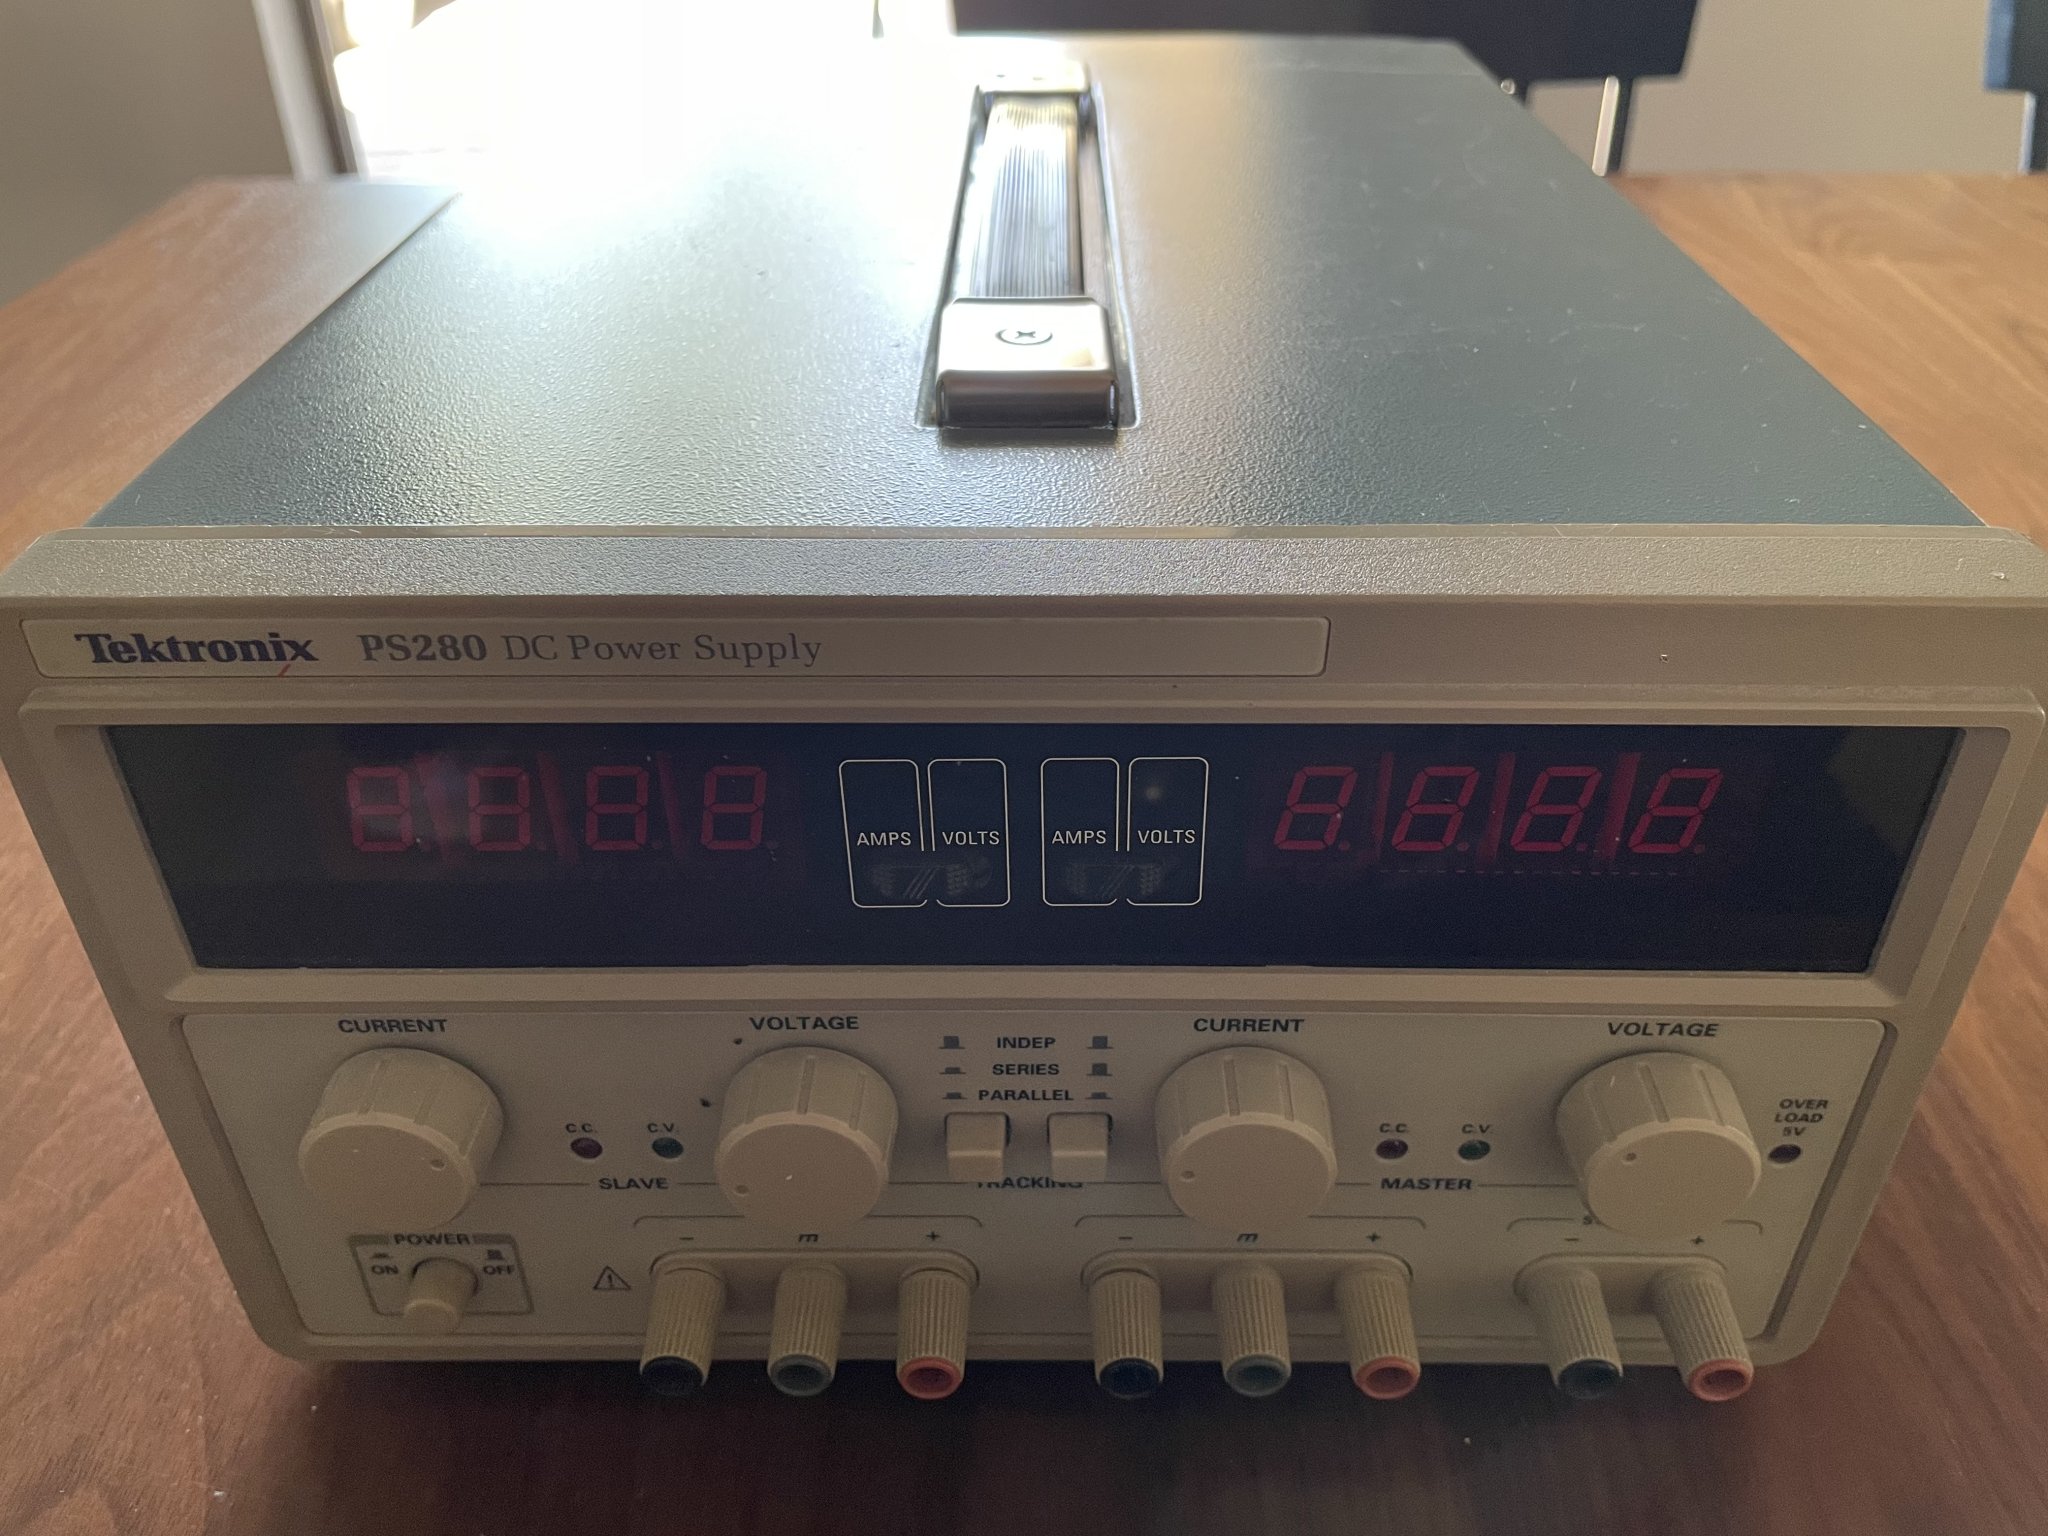 Tektronix PS280 DC Power Supply
AMPS VOLTS AMPS VOLTS
CURRENT VOLTAGE CURRENT VOLTAGE
INDEP
SERIES
PARALLEL
OVER
LOAD
5V
C.C. C.V. C.C. C.V.
SLAVE TRACKING MASTER
POWER
ON OFF
- + - + - +